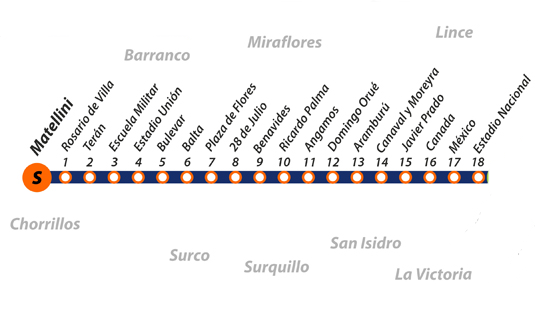 Lince
Miraflores
Barranco
Matellini
Rosario de Villa
Terán
Escuela Militar
Estadio Unión
Bulevar
Balta
Plaza de Flores
28 de Julio
Benavides
Ricardo Palma
Angamos
Domingo Orué
Aramburú
Canaval y Moreyra
Javier Prado
Canada
México
Estadio Nacional
S 1 2 3 4 5 6 7 8 9 10 11 12 13 14 15 16 17 18
Chorrillos
San Isidro
Surco
Surquillo
La Victoria